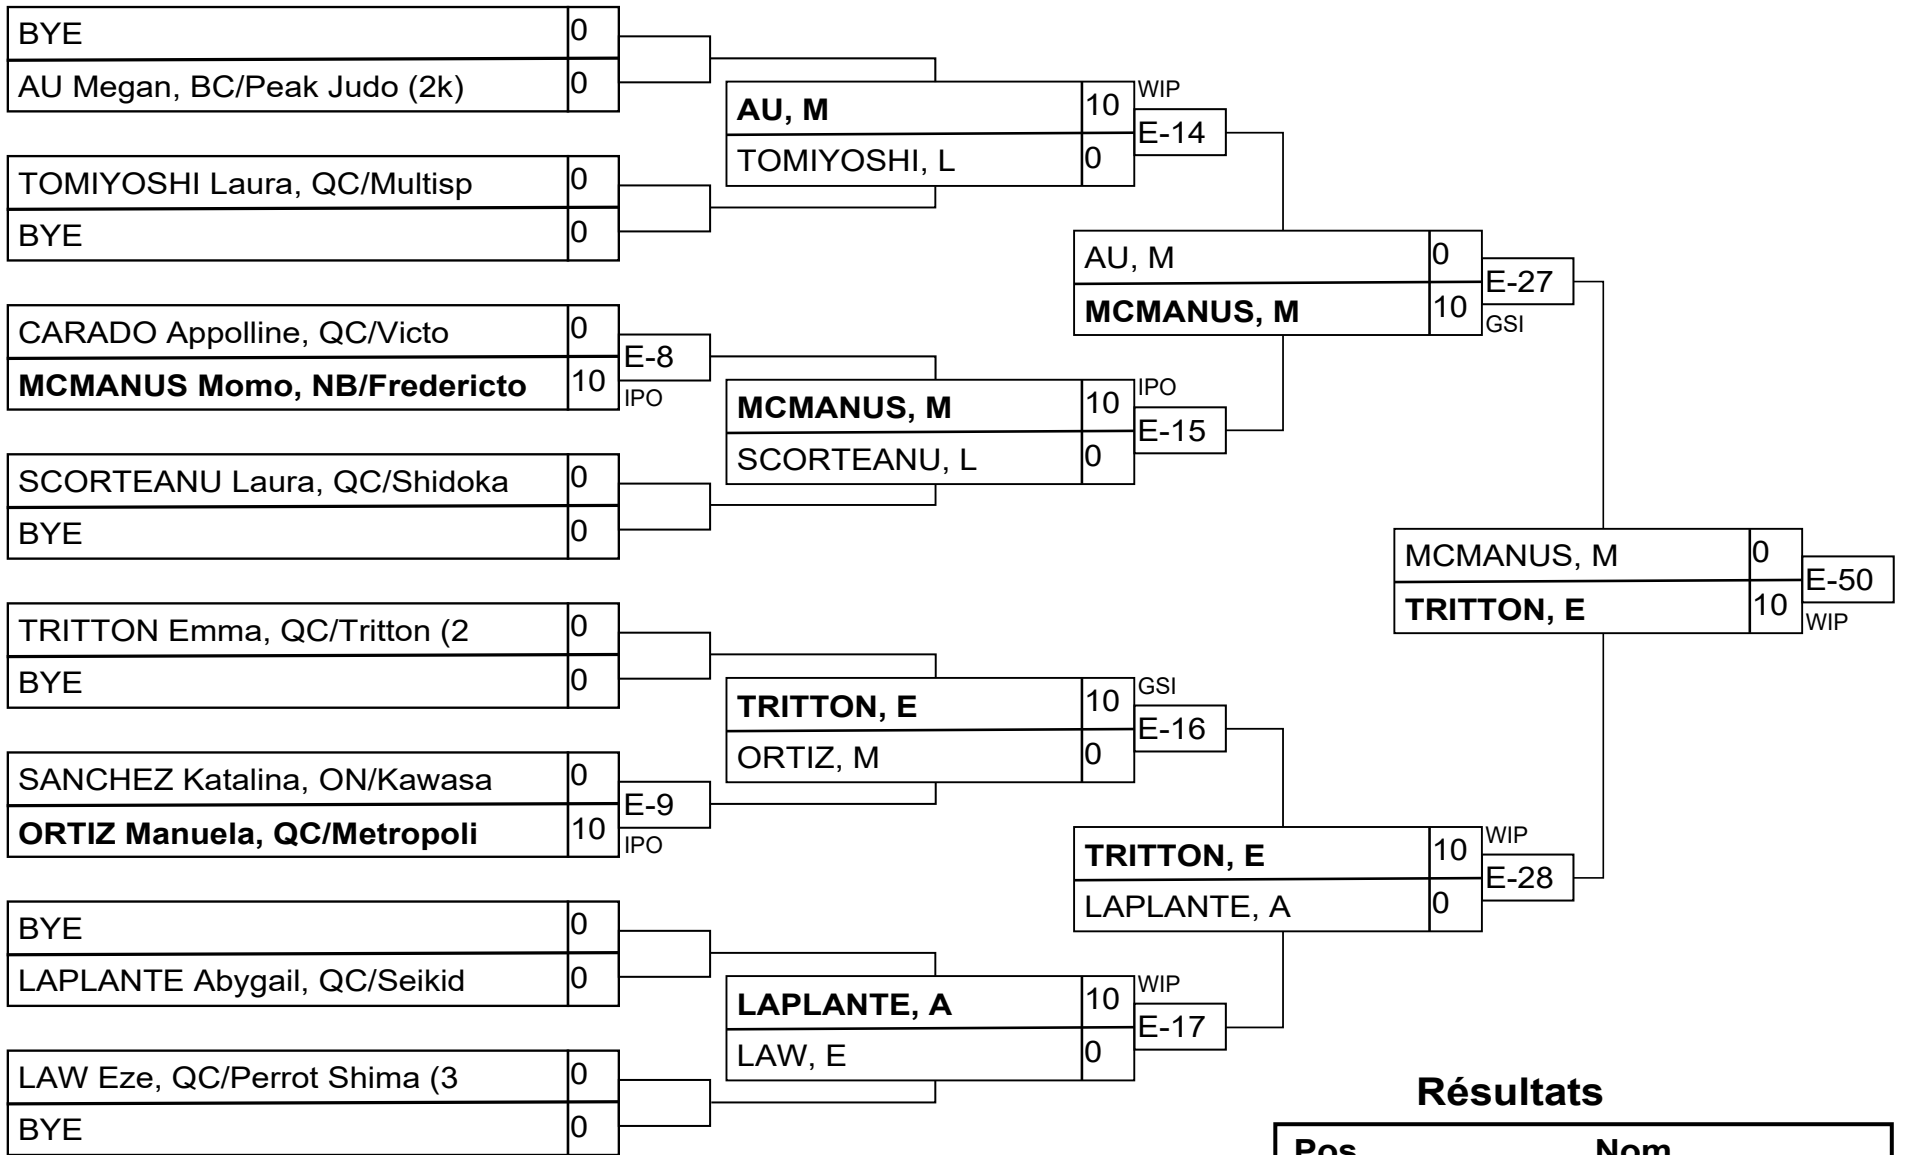 BYE 0
AU Megan, BC/Peak Judo (2k) 0
TOMIYOSHI Laura, QC/Multisp 0
BYE 0
CARADO Appolline, QC/Victo 0
MCMANUS Momo, NB/Fredericto 10
E-8
IPO
SCORTEANU Laura, QC/Shidoka 0
BYE 0
TRITTON Emma, QC/Tritton (2 0
BYE 0
SANCHEZ Katalina, ON/Kawasa 0
ORTIZ Manuela, QC/Metropoli 10
E-9
IPO
BYE 0
LAPLANTE Abygail, QC/Seikid 0
LAW Eze, QC/Perrot Shima (3 0
BYE 0
AU, M 10
TOMIYOSHI, L 0
WIP
E-14
MCMANUS, M 10
SCORTEANU, L 0
IPO
E-15
TRITTON, E 10
ORTIZ, M 0
GSI
E-16
LAPLANTE, A 10
LAW, E 0
WIP
E-17
AU, M 0
MCMANUS, M 10
E-27
GSI
TRITTON, E 10
LAPLANTE, A 0
WIP
E-28
MCMANUS, M 0
TRITTON, E 10
E-50
WIP
Résultats
Pos Nom